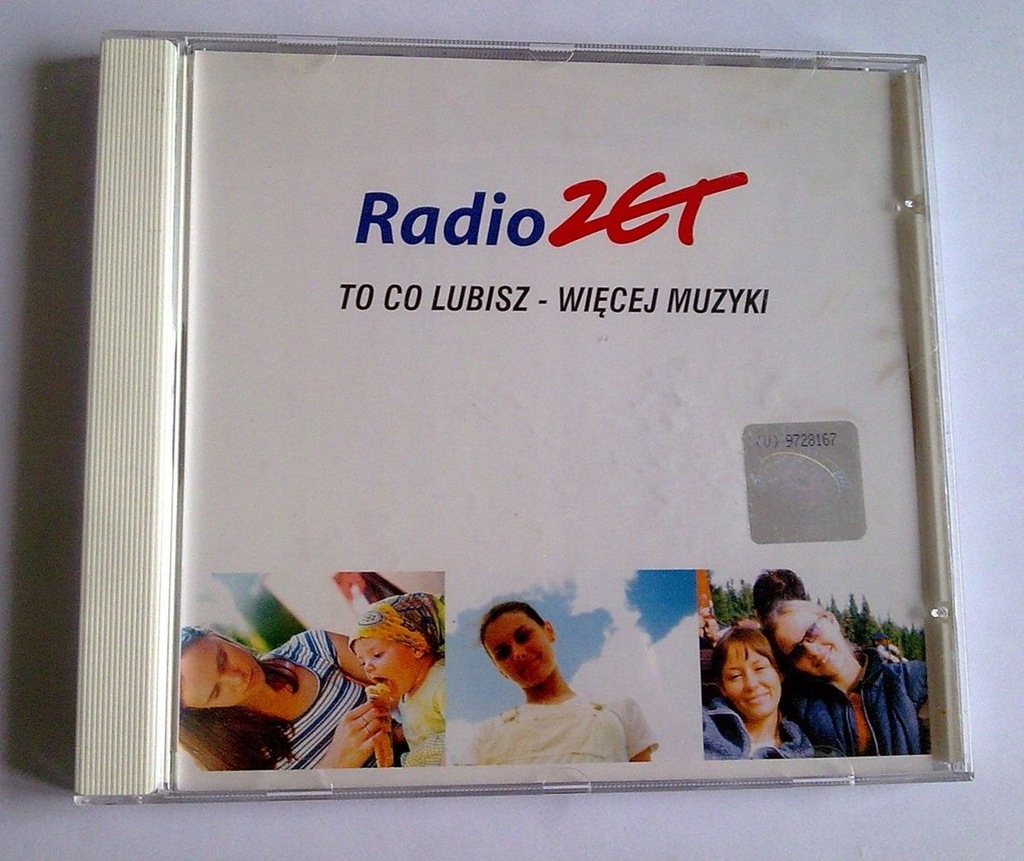 Radio ZET
TO CO LUBISZ - WIĘCEJ MUZYKI
(U) 9728167